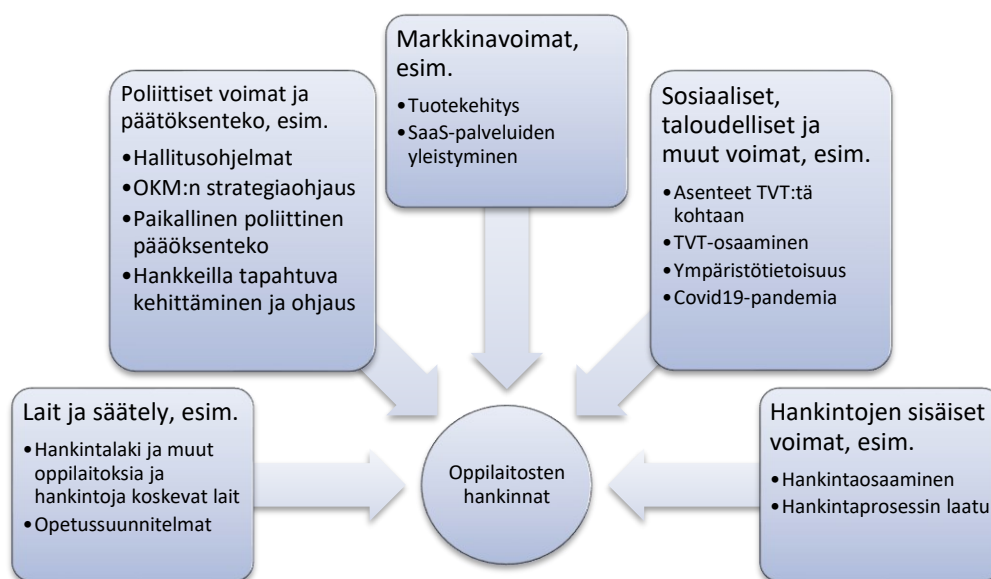 Markkinavoimat,
esim.
•Tuotekehitys
•SaaS-palveluiden
yleistyminen
Poliittiset voimat ja
päätöksenteko, esim.
•Hallitusohjelmat
•OKM:n strategiaohjaus
•Paikallinen poliittinen
pääöksenteko
•Hankkeilla tapahtuva
kehittäminen ja ohjaus
Sosiaaliset,
taloudelliset ja
muut voimat, esim.
•Asenteet TVT:tä
kohtaan
•TVT-osaaminen
•Ympäristötietoisuus
•Covid19-pandemia
Lait ja säätely, esim.
•Hankintalaki ja muut
oppilaitoksia ja
hankintoja koskevat lait
•Opetussuunnitelmat
Oppilaitosten
hankinnat
Hankintojen sisäiset
voimat, esim.
•Hankintaosaaminen
•Hankintaprosessin laatu